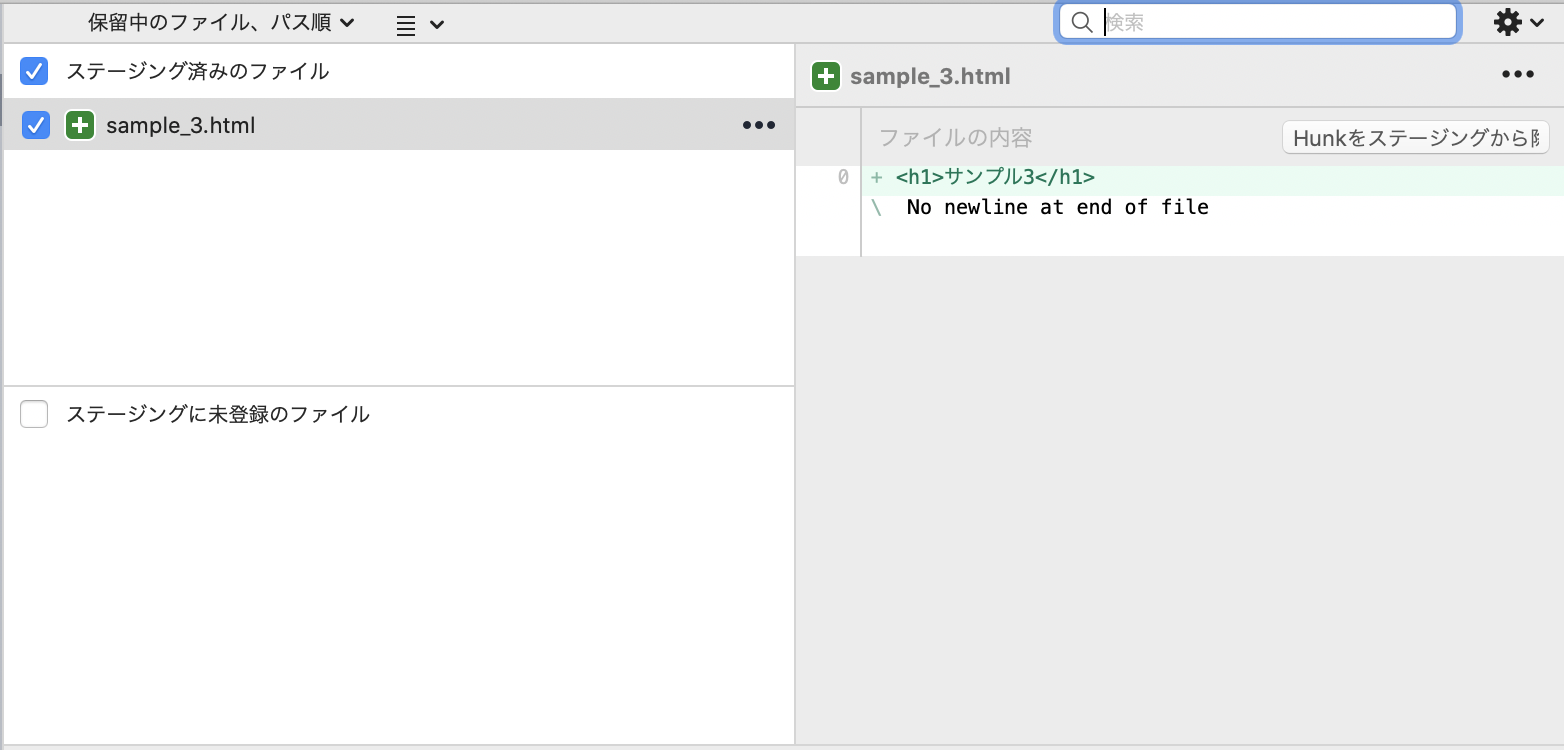 保留中のファイル、パス順
検索
ステージング済みのファイル
sample_3.html
sample_3.html
ファイルの内容
Hunkをステージングから
0 + <h1>サンプル3</h1>
\ No newline at end of file
ステージングに未登録のファイル